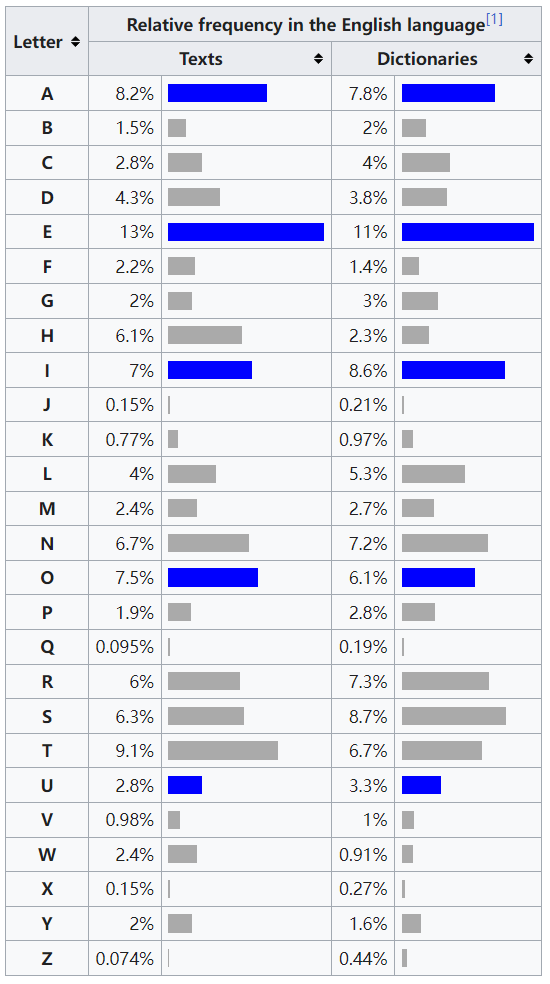 Letter Relative frequency in the English language[1]
Texts Dictionaries
A 8.2% 7.8%
B 1.5% 2%
C 2.8% 4%
D 4.3% 3.8%
E 13% 11%
F 2.2% 1.4%
G 2% 3%
H 6.1% 2.3%
I 7% 8.6%
J 0.15% 0.21%
K 0.77% 0.97%
L 4% 5.3%
M 2.4% 2.7%
N 6.7% 7.2%
O 7.5% 6.1%
P 1.9% 2.8%
Q 0.095% 0.19%
R 6% 7.3%
S 6.3% 8.7%
T 9.1% 6.7%
U 2.8% 3.3%
V 0.98% 1%
W 2.4% 0.91%
X 0.15% 0.27%
Y 2% 1.6%
Z 0.074% 0.44%